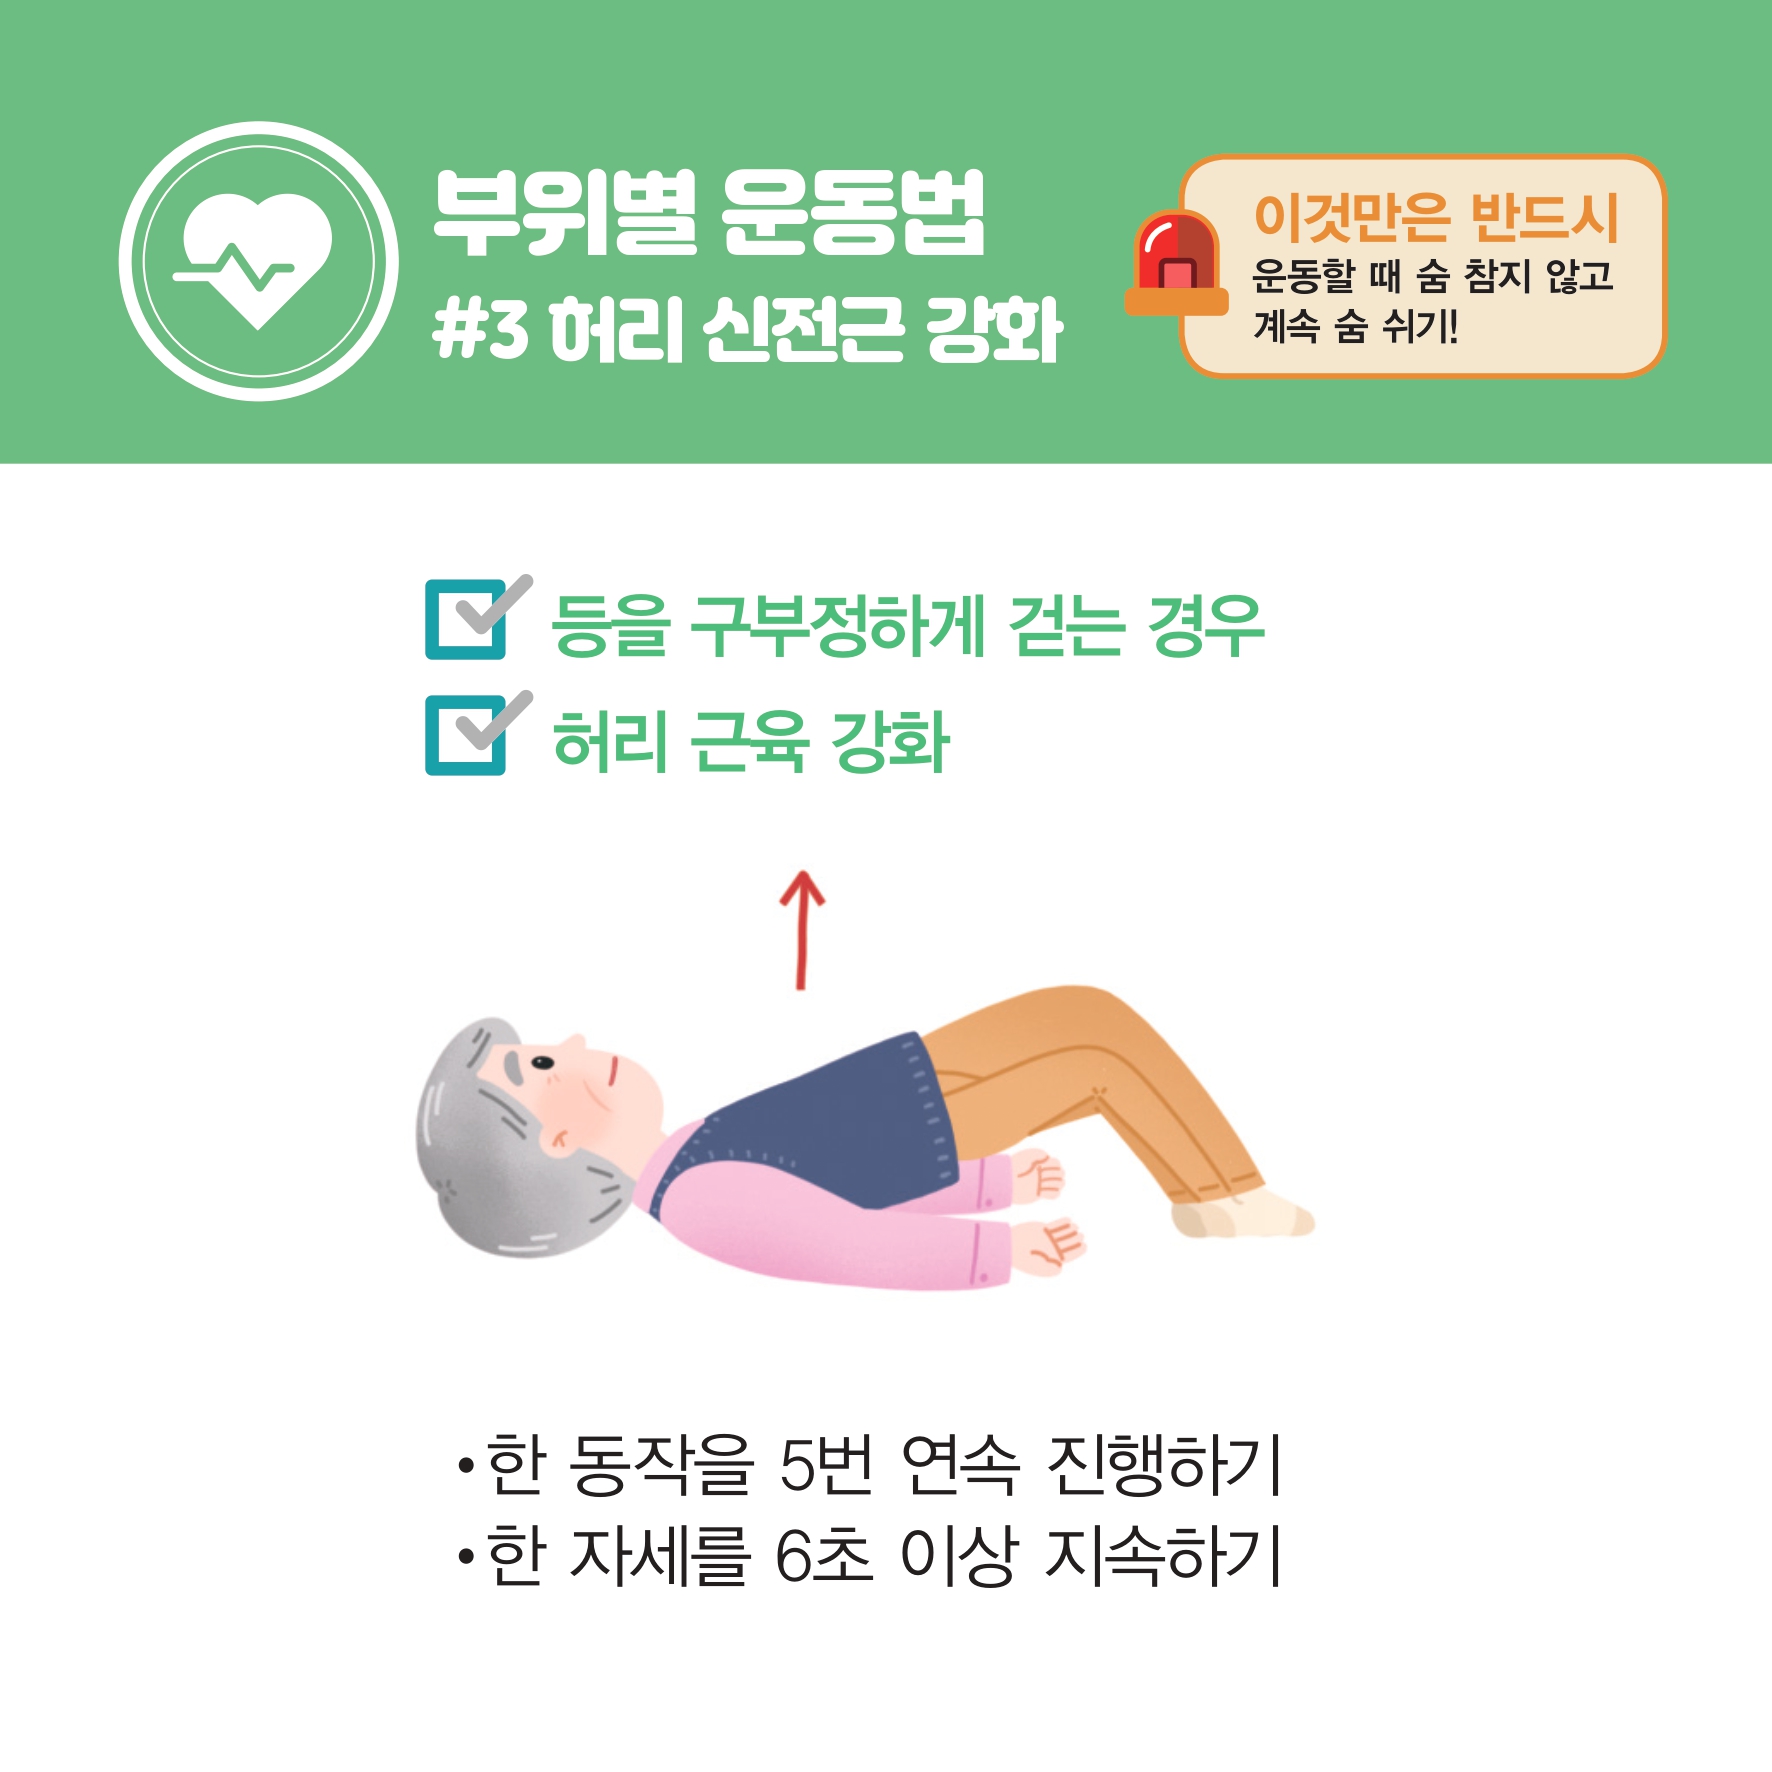 부위별 운동법
#3 허리 신전근 강화
이것만은 반드시
운동할 때 숨 참지 않고
계속 숨 쉬기!
등을 구부정하게 걷는 경우
허리 근육 강화
•한 동작을 5번 연속 진행하기
•한 자세를 6초 이상 지속하기